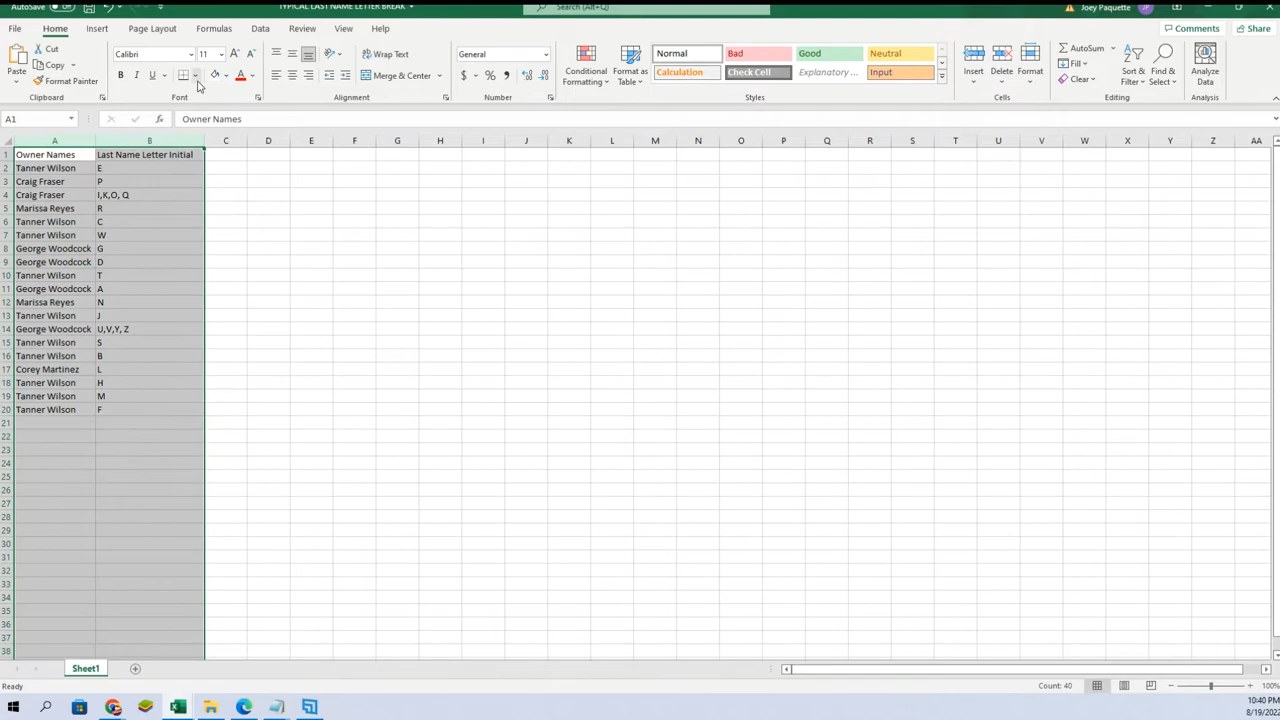 AutoSave Off TYPICAL LAST NAME LETTER BREAK Search (Alt+Q) Joey Paquette JP
File Home Insert Page Layout Formulas Data Review View Help Comments Share
Paste Cut Copy Format Painter Clipboard
Calibri 11 B I U Font
Wrap Text Merge & Center Alignment
General $ % , Number
Conditional Formatting Format as Table
Normal Bad Good Neutral
Calculation Check Cell Explanatory ... Input
Styles
Insert Delete Format Cells
AutoSum Fill Clear Sort & Filter Find & Select Editing
Analyze Data Analysis
A1 fx Owner Names
A B C D E F G H I J K L M N O P Q R S T U V W X Y Z AA
1 Owner Names Last Name Letter Initial
2 Tanner Wilson E
3 Craig Fraser P
4 Craig Fraser I,K,O, Q
5 Marissa Reyes R
6 Tanner Wilson C
7 Tanner Wilson W
8 George Woodcock G
9 George Woodcock D
10 Tanner Wilson T
11 George Woodcock A
12 Marissa Reyes N
13 Tanner Wilson J
14 George Woodcock U,V,Y, Z
15 Tanner Wilson S
16 Tanner Wilson B
17 Corey Martinez L
18 Tanner Wilson H
19 Tanner Wilson M
20 Tanner Wilson F
21
22
23
24
25
26
27
28
29
30
31
32
33
34
35
36
37
38
Sheet1
Ready Count: 40 100%
10:40 PM